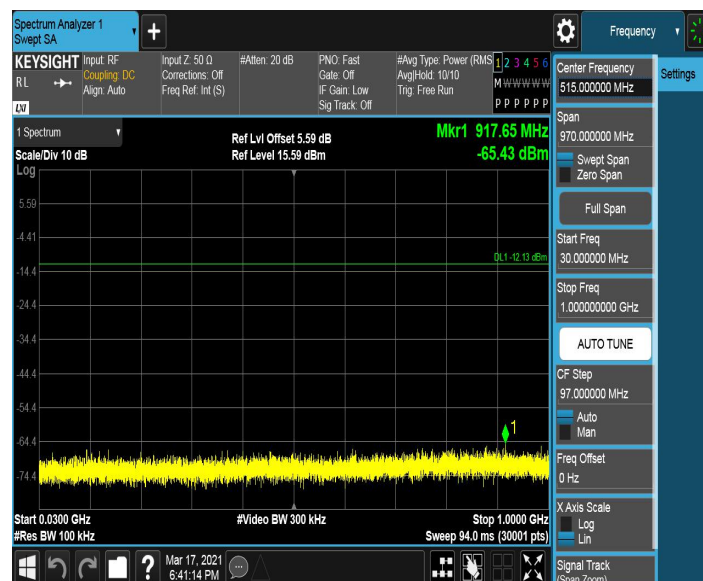 Spectrum Analyzer 1
Swept SA
Frequency
KEYSIGHT
RL
LXI
Input: RF
Coupling: DC
Align: Auto
Input Z: 50 Ω
Corrections: Off
Freq Ref: Int (S)
#Atten: 20 dB
PNO: Fast
Gate: Off
IF Gain: Low
Sig Track: Off
#Avg Type: Power (RMS
Avg|Hold: 10/10
Trig: Free Run
1 2 3 4 5 6
M W W W W W
P P P P P P
Center Frequency
515.000000 MHz
Settings
Span
970.000000 MHz
Swept Span
Zero Span
Full Span
Start Freq
30.000000 MHz
Stop Freq
1.000000000 GHz
AUTO TUNE
CF Step
97.000000 MHz
Auto
Man
Freq Offset
0 Hz
X Axis Scale
Log
Lin
Signal Track
(Span Zoom)
1 Spectrum
Scale/Div 10 dB
Log
Ref Lvl Offset 5.59 dB
Ref Level 15.59 dBm
Mkr1 917.65 MHz
-65.43 dBm
5.59
-4.41
DL1 -12.13 dBm
-14.4
-24.4
-34.4
-44.4
-54.4
1
-64.4
-74.4
Start 0.0300 GHz
#Res BW 100 kHz
#Video BW 300 kHz
Stop 1.0000 GHz
Sweep 94.0 ms (30001 pts)
?
Mar 17, 2021
6:41:14 PM